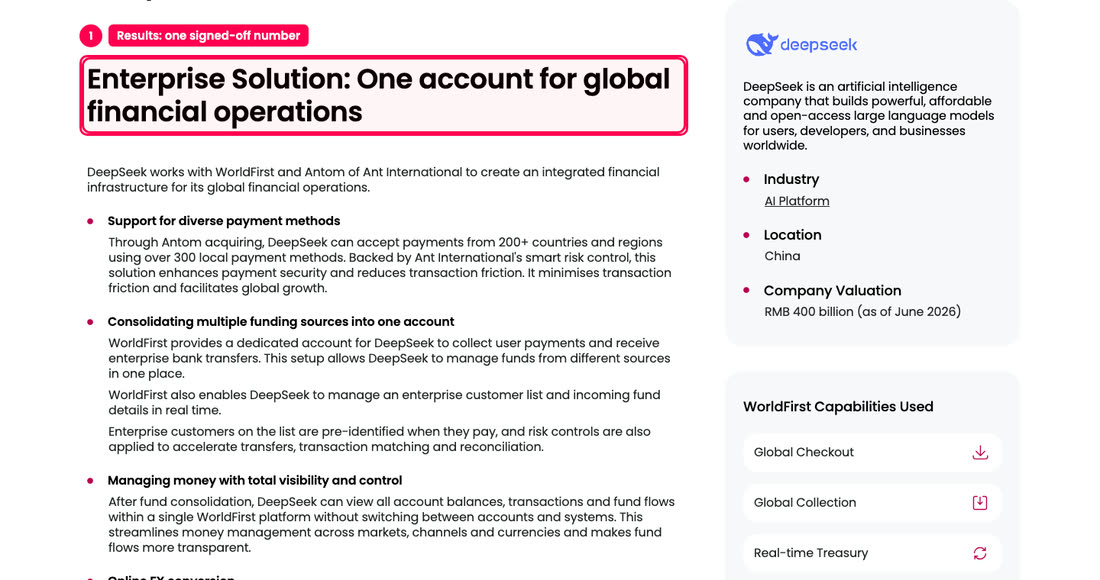 1
Results: one signed-off number
Enterprise Solution: One account for global
financial operations
DeepSeek works with WorldFirst and Antom of Ant International to create an integrated financial
infrastructure for its global financial operations.
Support for diverse payment methods
Through Antom acquiring, DeepSeek can accept payments from 200+ countries and regions
using over 300 local payment methods. Backed by Ant International's smart risk control, this
solution enhances payment security and reduces transaction friction. It minimises transaction
friction and facilitates global growth.
Consolidating multiple funding sources into one account
WorldFirst provides a dedicated account for DeepSeek to collect user payments and receive
enterprise bank transfers. This setup allows DeepSeek to manage funds from different sources
in one place.
WorldFirst also enables DeepSeek to manage an enterprise customer list and incoming fund
details in real time.
Enterprise customers on the list are pre-identified when they pay, and risk controls are also
applied to accelerate transfers, transaction matching and reconciliation.
Managing money with total visibility and control
After fund consolidation, DeepSeek can view all account balances, transactions and fund flows
within a single WorldFirst platform without switching between accounts and systems. This
streamlines money management across markets, channels and currencies and makes fund
flows more transparent.
Online FX conversion
deepseek
DeepSeek is an artificial intelligence
company that builds powerful, affordable
and open-access large language models
for users, developers, and businesses
worldwide.
Industry
AI Platform
Location
China
Company Valuation
RMB 400 billion (as of June 2026)
WorldFirst Capabilities Used
Global Checkout
Global Collection
Real-time Treasury